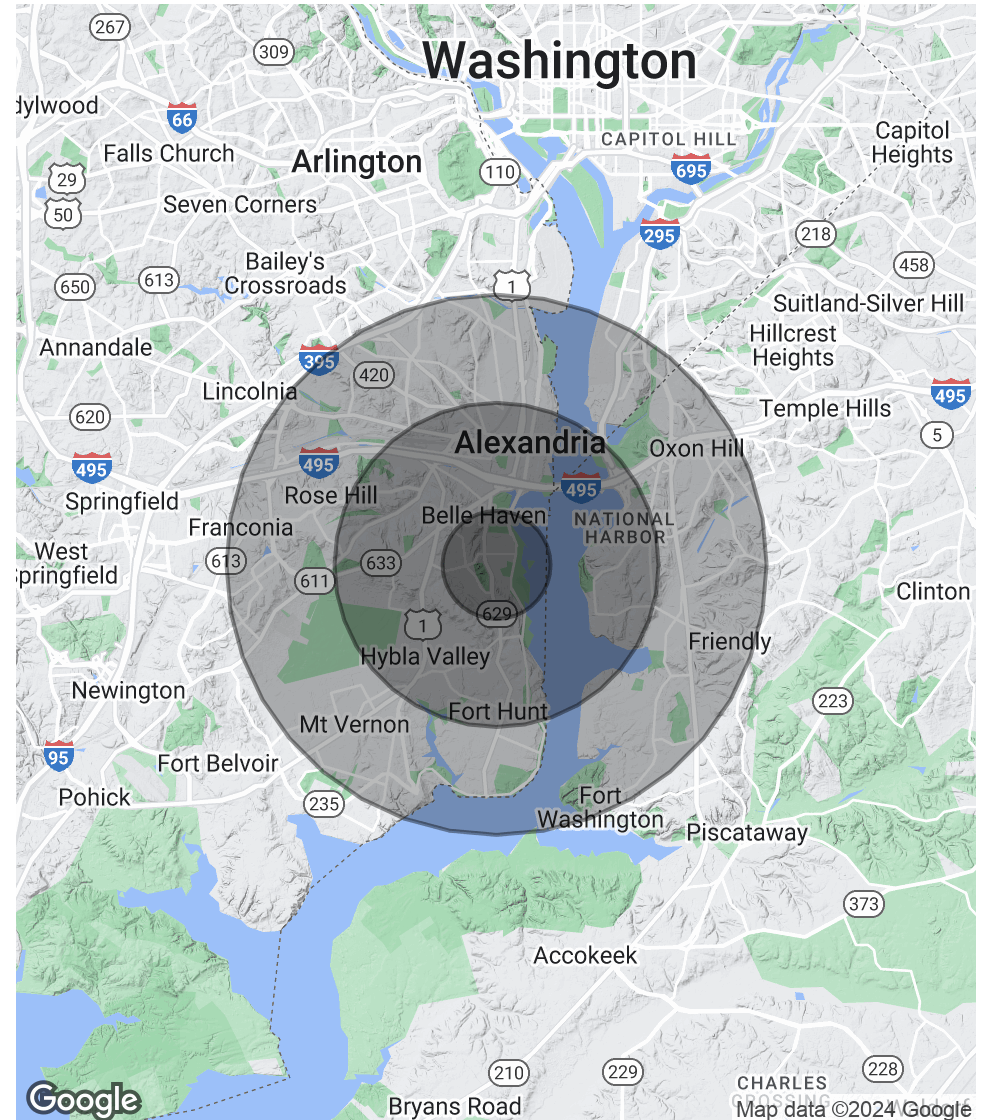 267
309
Washington
dylwood
66
Falls Church
Arlington
110
CAPITOL HILL
695
Capitol
Heights
29
50
Seven Corners
295
218
458
Bailey's
Crossroads
650
613
1
Suitland-Silver Hill
Hillcrest
Heights
Annandale
395
420
Lincolnia
495
620
Temple Hills
5
Alexandria
Oxon Hill
495
495
Springfield
Rose Hill
495
Belle Haven
NATIONAL
HARBOR
Franconia
West
Springfield
613
611
633
Clinton
629
1
Hybla Valley
Friendly
Newington
223
Mt Vernon
Fort Hunt
95
Fort Belvoir
Pohick
235
Fort
Washington
Piscataway
373
Accokeek
210
229
228
CHARLES
CROSSING
Google
Bryans Road
Map data ©2024 Google